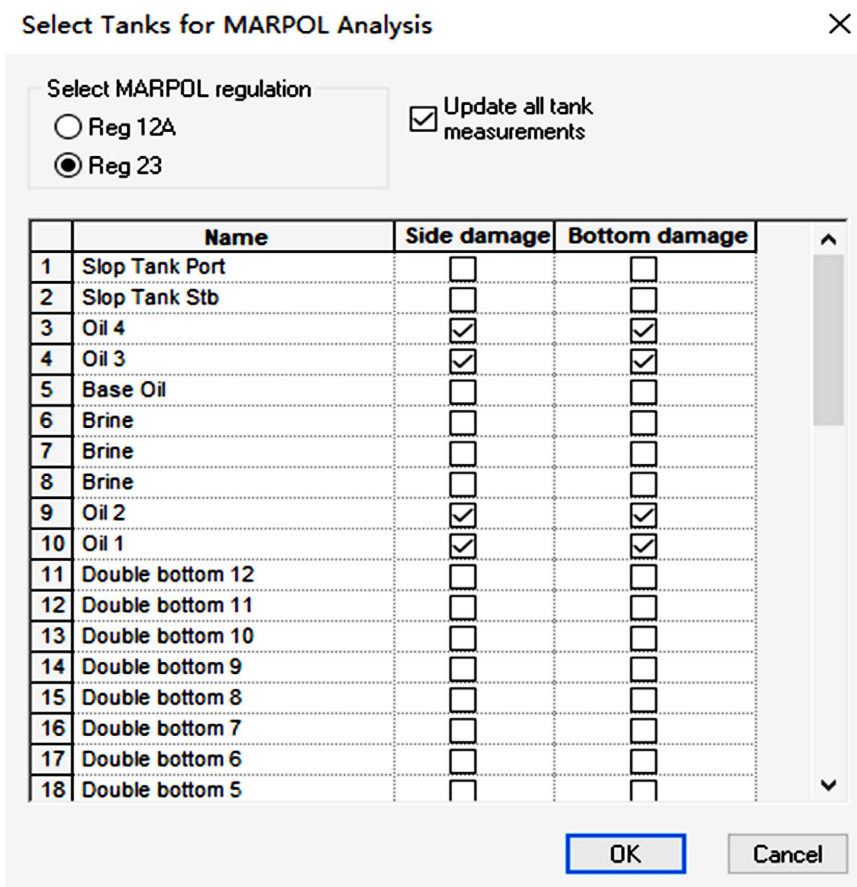 Select Tanks for MARPOL Analysis
Select MARPOL regulation
Reg 12A
Reg 23
Update all tank
measurements
Name Side damage Bottom damage
1 Slop Tank Port
2 Slop Tank Stb
3 Oil 4
4 Oil 3
5 Base Oil
6 Brine
7 Brine
8 Brine
9 Oil 2
10 Oil 1
11 Double bottom 12
12 Double bottom 11
13 Double bottom 10
14 Double bottom 9
15 Double bottom 8
16 Double bottom 7
17 Double bottom 6
18 Double bottom 5
OK Cancel